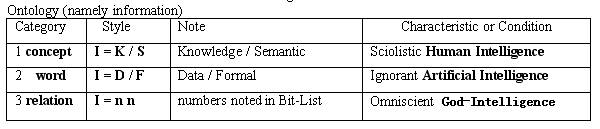 Ontology (namely information)
Category Style Note Characteristic or Condition
1 concept I = K / S Knowledge / Semantic Sciolistic Human Intelligence
2 word I = D / F Data / Formal Ignorant Artificial Intelligence
3 relation I = n n numbers noted in Bit-List Omniscient God-Intelligence